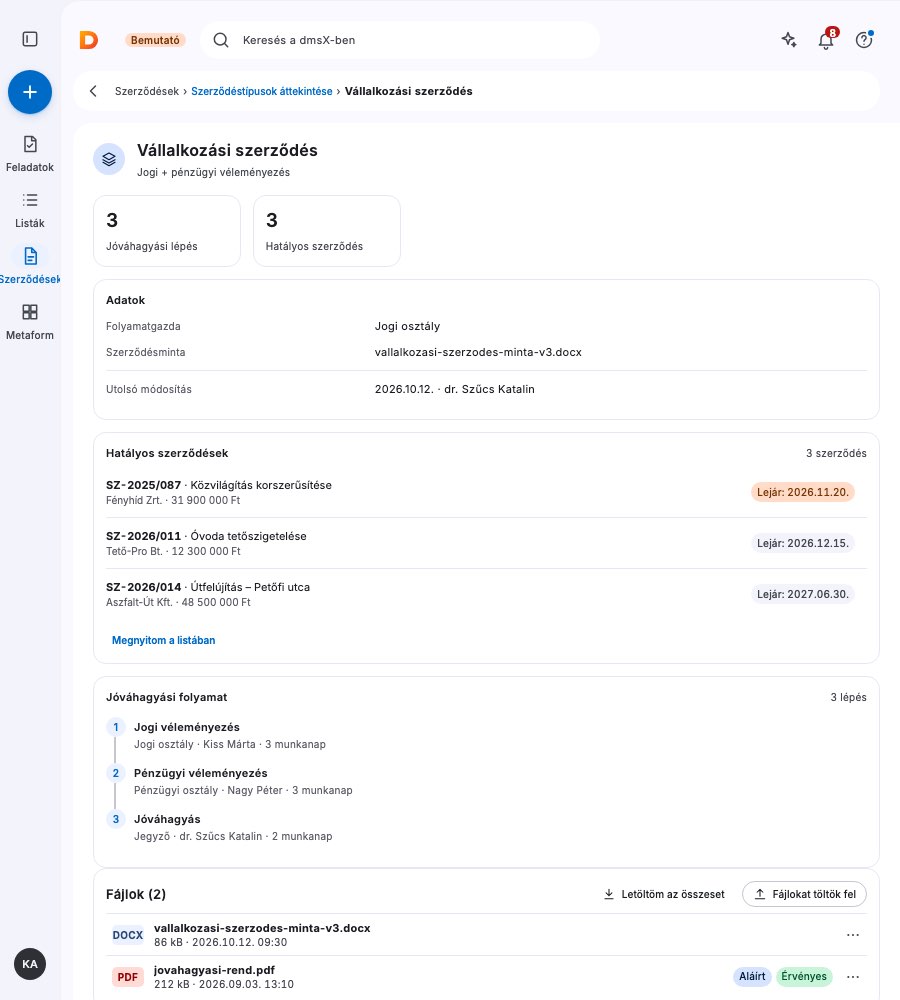 Bemutató
Keresés a dmsX-ben
8
Szerződések › Szerződéstípusok áttekintése › Vállalkozási szerződés
Feladatok
Listák
Szerződések
Metaform
KA
Vállalkozási szerződés
Jogi + pénzügyi véleményezés
3
Jóváhagyási lépés
3
Hatályos szerződés
Adatok
Folyamatgazda Jogi osztály
Szerződésminta vallalkozasi-szerzodes-minta-v3.docx
Utolsó módosítás 2026.10.12. · dr. Szűcs Katalin
Hatályos szerződések 3 szerződés
SZ-2025/087 · Közvilágítás korszerűsítése
Fényhíd Zrt. · 31 900 000 Ft
Lejár: 2026.11.20.
SZ-2026/011 · Óvoda tetőszigetelése
Tető-Pro Bt. · 12 300 000 Ft
Lejár: 2026.12.15.
SZ-2026/014 · Útfelújítás – Petőfi utca
Aszfalt-Út Kft. · 48 500 000 Ft
Lejár: 2027.06.30.
Megnyitom a listában
Jóváhagyási folyamat 3 lépés
1 Jogi véleményezés
Jogi osztály · Kiss Márta · 3 munkanap
2 Pénzügyi véleményezés
Pénzügyi osztály · Nagy Péter · 3 munkanap
3 Jóváhagyás
Jegyző · dr. Szűcs Katalin · 2 munkanap
Fájlok (2) Letöltöm az összeset Fájlokat töltök fel
DOCX vallalkozasi-szerzodes-minta-v3.docx
86 kB · 2026.10.12. 09:30
PDF jovahagyasi-rend.pdf
212 kB · 2026.09.03. 13:10
Aláírt Érvényes